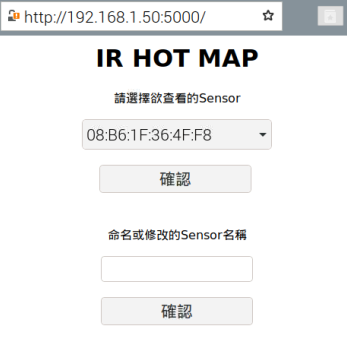 http://192.168.1.50:5000/
IR HOT MAP
請選擇欲查看的Sensor
08:B6:1F:36:4F:F8
確認
命名或修改的Sensor名稱
確認